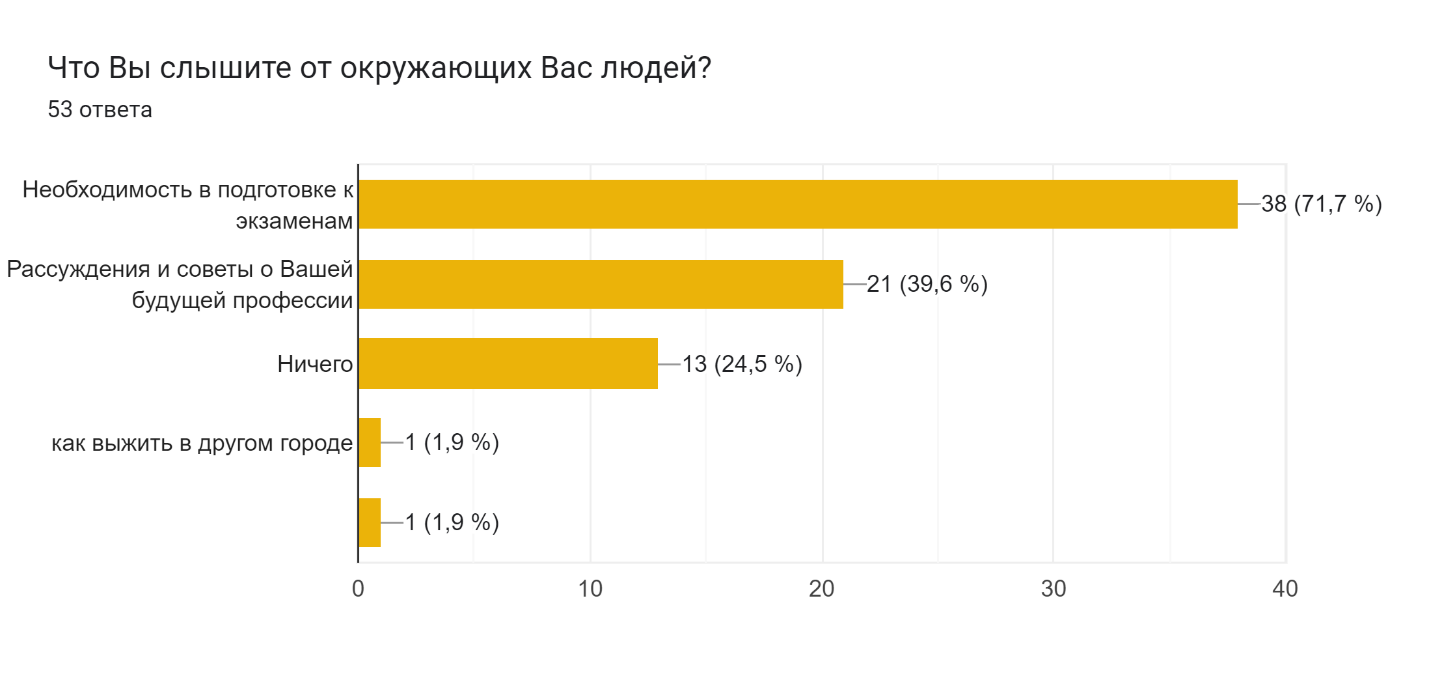 Что Вы слышите от окружающих Вас людей?
53 ответа
Необходимость в подготовке к
экзаменам
38 (71,7 %)
Рассуждения и советы о Вашей
будущей профессии
21 (39,6 %)
Ничего
13 (24,5 %)
как выжить в другом городе
1 (1,9 %)
1 (1,9 %)
0 10 20 30 40